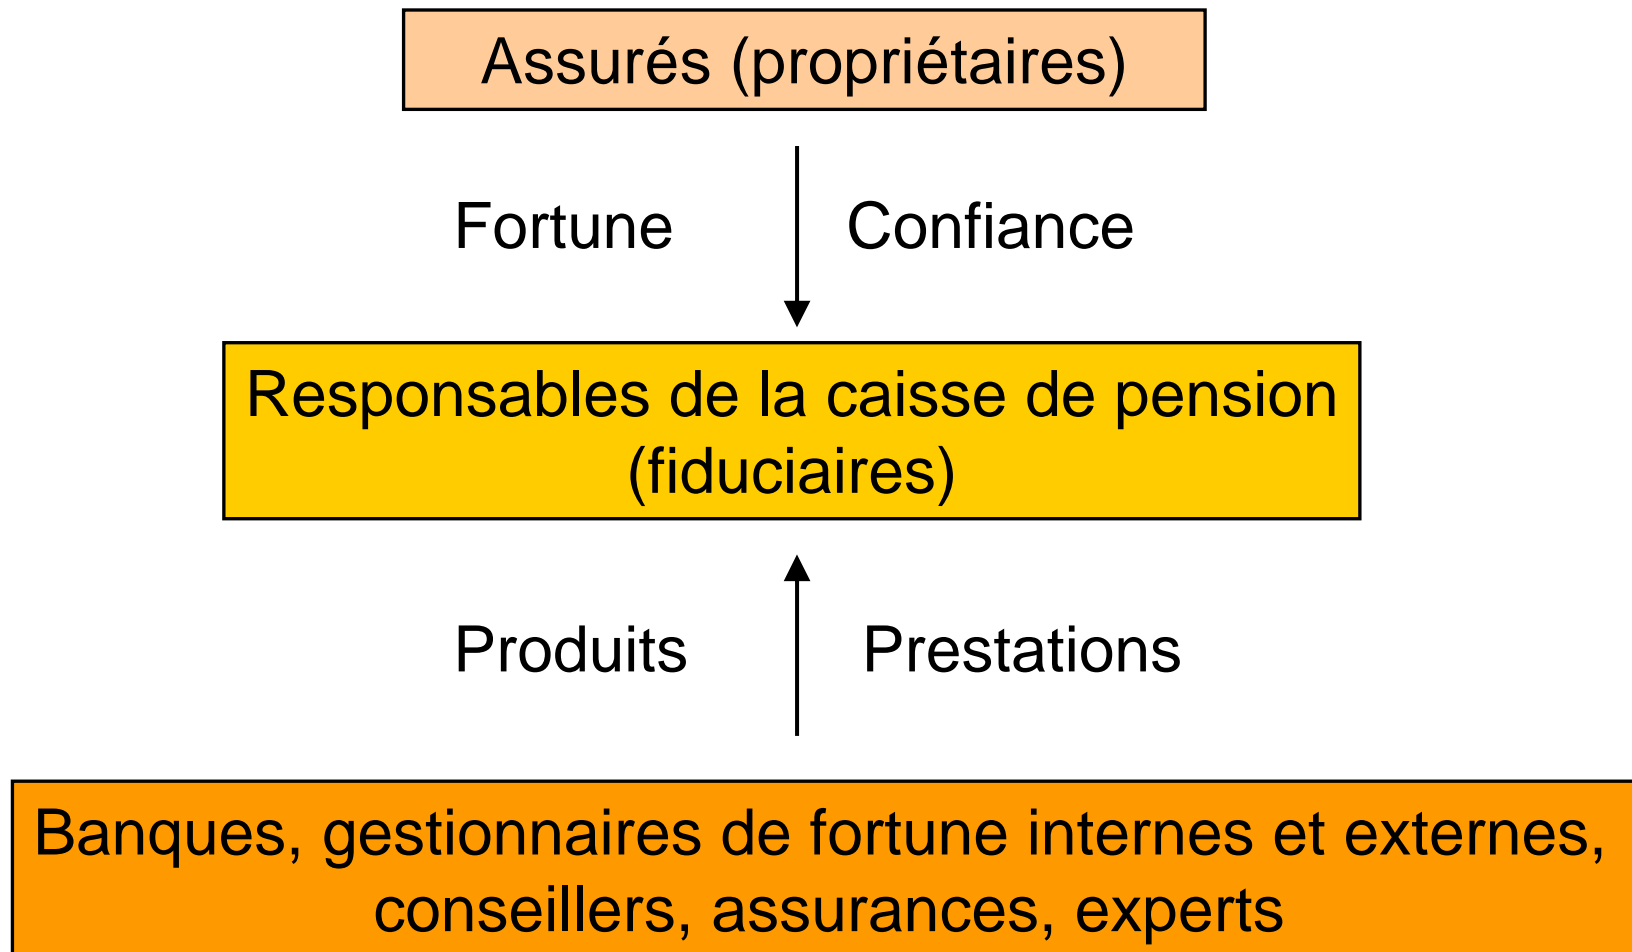 Assurés (propriétaires)
Fortune
Confiance
Responsables de la caisse de pension
(fiduciaires)
Produits
Prestations
Banques, gestionnaires de fortune internes et externes,
conseillers, assurances, experts